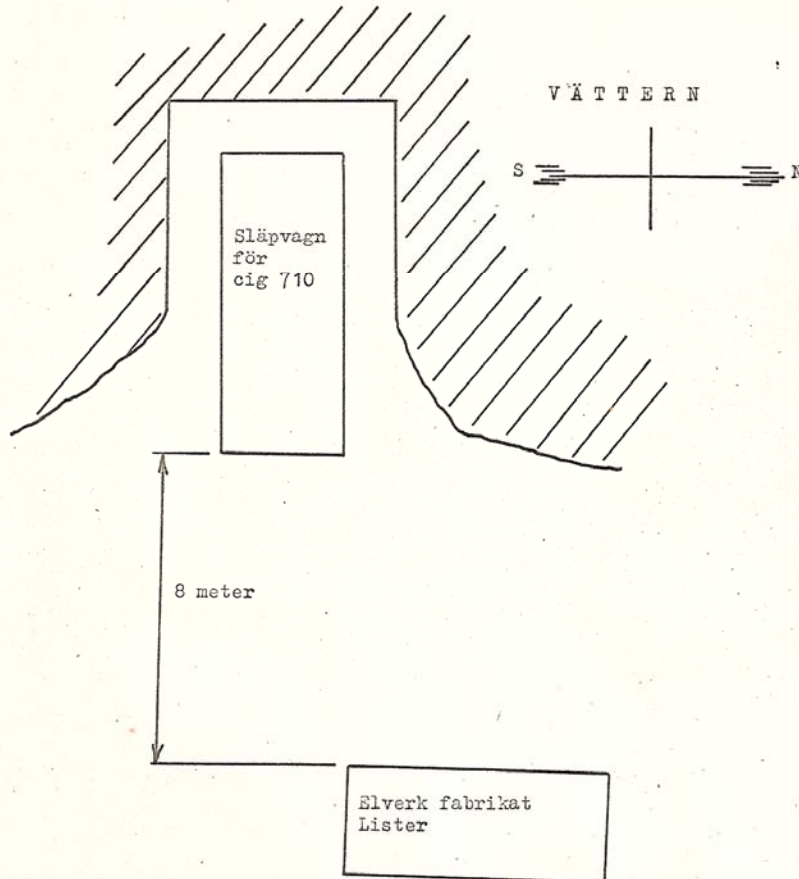 VÄTTERN
S
N
Släpvagn
för
cig 710
8 meter
Elverk fabrikat
Lister